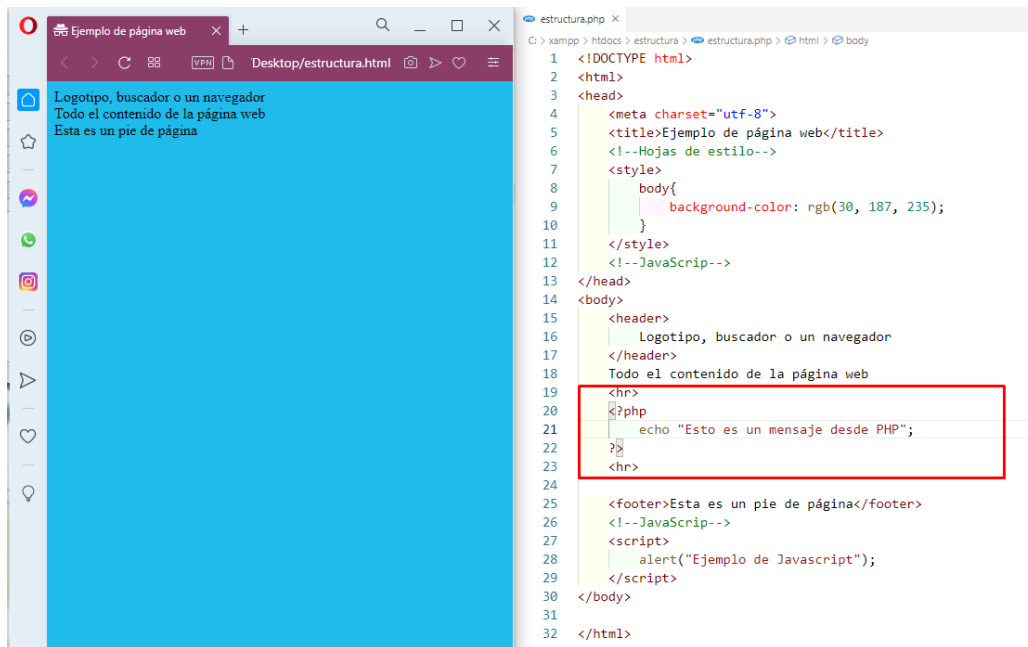 Ejemplo de página web
VPN
'Desktop/estructura.html
Logotipo, buscador o un navegador
Todo el contenido de la página web
Esta es un pie de página
estructura.php
C: > xampp > htdocs > estructura > estructura.php > html > body
1 <!DOCTYPE html>
2 <html>
3 <head>
4 <meta charset="utf-8">
5 <title>Ejemplo de página web</title>
6 <!--Hojas de estilo-->
7 <style>
8 body{
9 background-color: rgb(30, 187, 235);
10 }
11 </style>
12 <!--JavaScrip-->
13 </head>
14 <body>
15 <header>
16 Logotipo, buscador o un navegador
17 </header>
18 Todo el contenido de la página web
19 <hr>
20 <?php
21 echo "Esto es un mensaje desde PHP";
22 ?>
23 <hr>
24
25 <footer>Esta es un pie de página</footer>
26 <!--JavaScrip-->
27 <script>
28 alert("Ejemplo de Javascript");
29 </script>
30 </body>
31
32 </html>